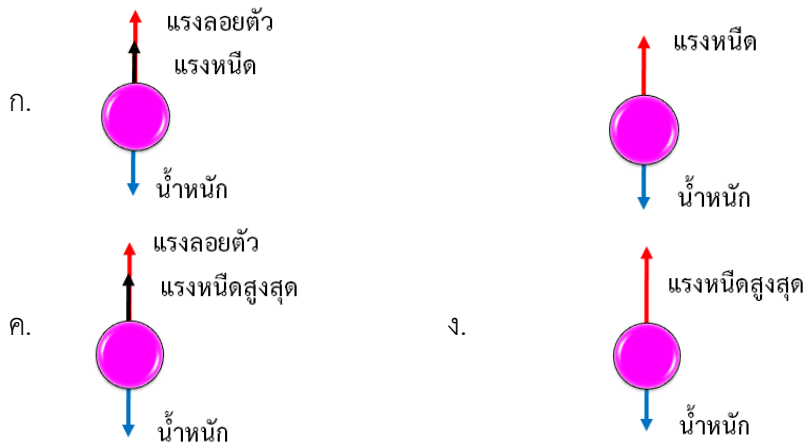 แรงลอยตัว
แรงหนืด
ก.
น้ำหนัก
แรงหนืด
น้ำหนัก
แรงลอยตัว
แรงหนืดสูงสุด
ค.
น้ำหนัก
แรงหนืดสูงสุด
ง.
น้ำหนัก